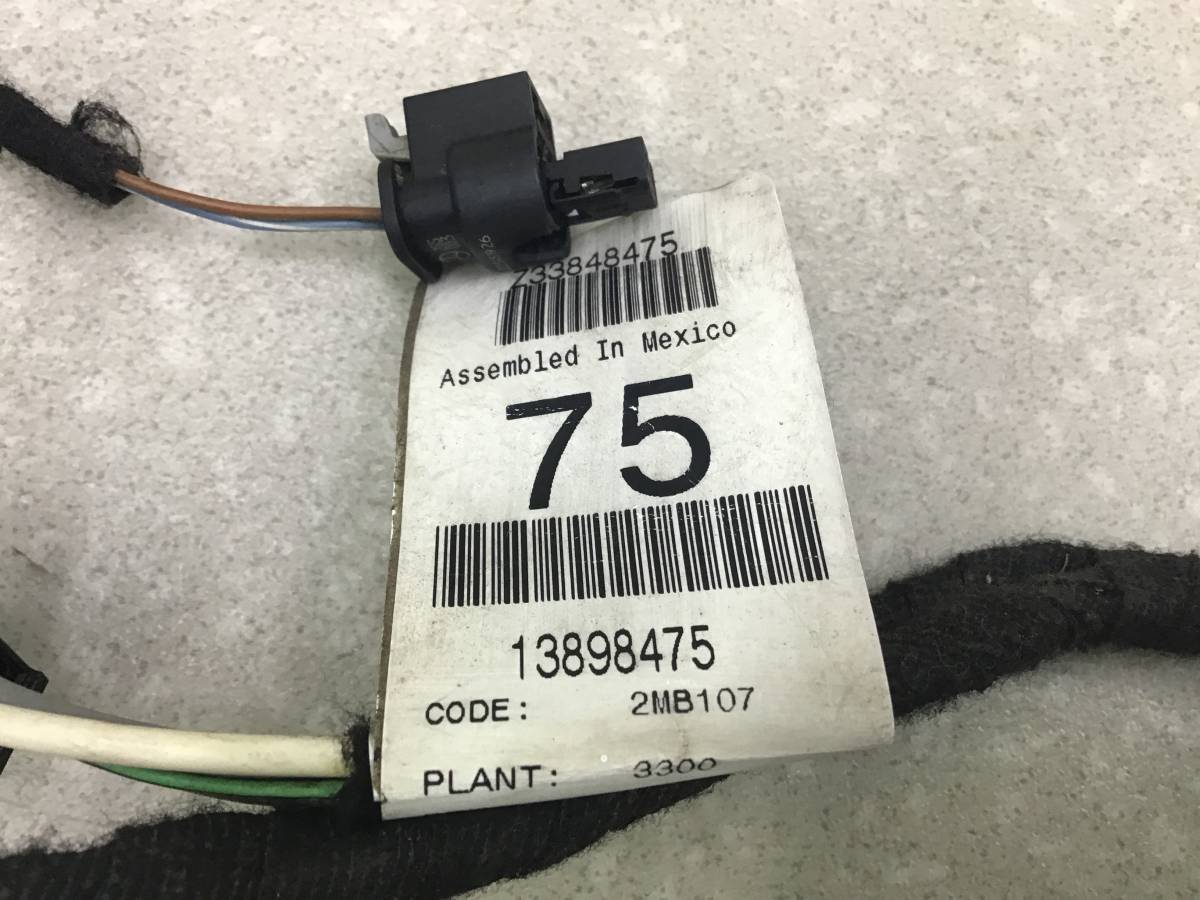 Z33848475
Assembled In Mexico
75
13898475
CODE: 2MB107
PLANT: 3300